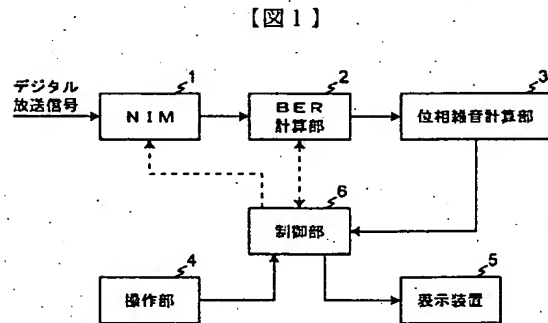 【図１】
デジタル
放送信号
1
NIM
2
BER
計算部
3
位相雑音計算部
6
制御部
4
操作部
5
表示装置